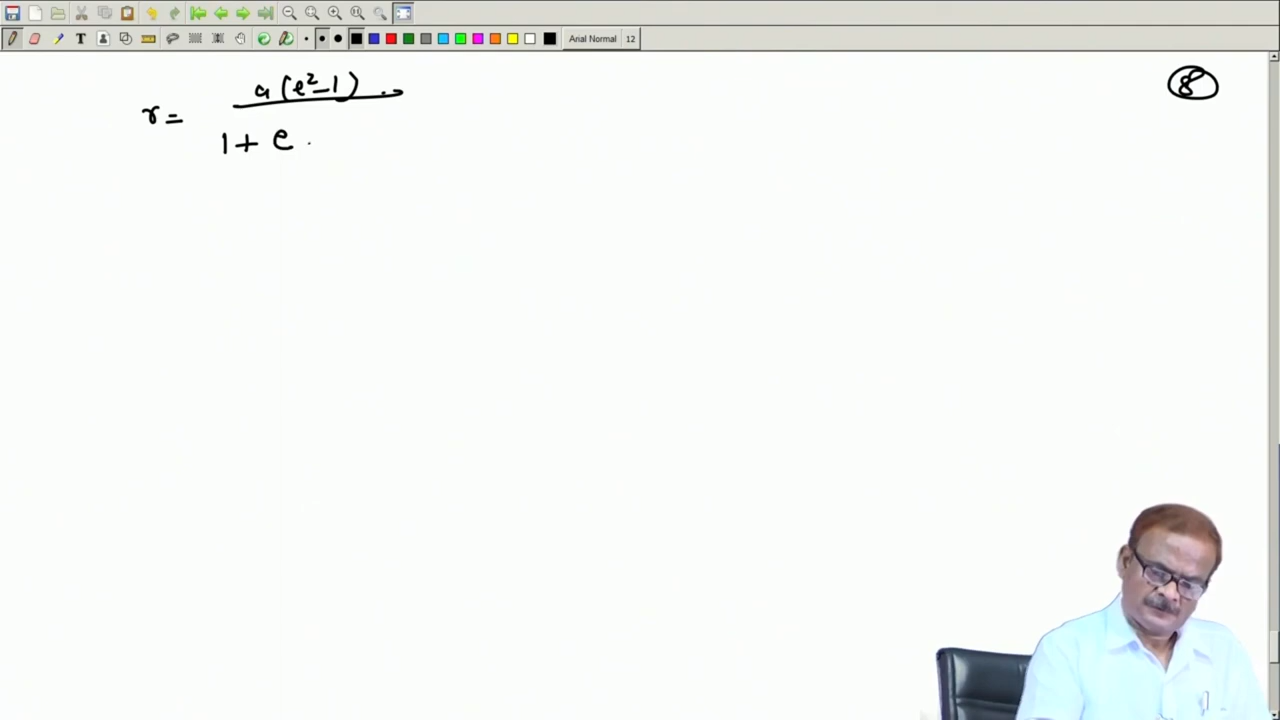 Arial Normal 12
a(e²-1)
r =
1 + e
8